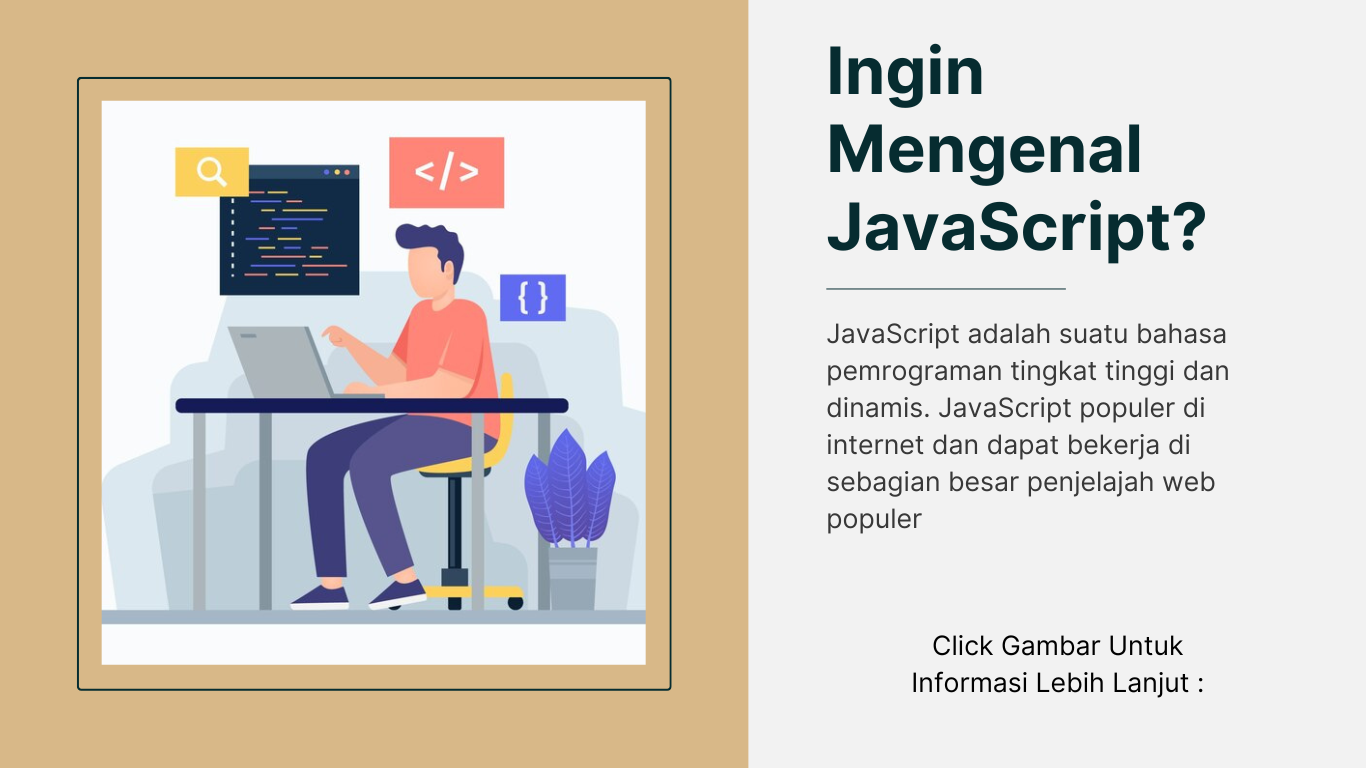 </>
{ }
Ingin
Mengenal
JavaScript?
JavaScript adalah suatu bahasa
pemrograman tingkat tinggi dan
dinamis. JavaScript populer di
internet dan dapat bekerja di
sebagian besar penjelajah web
populer
Click Gambar Untuk
Informasi Lebih Lanjut :